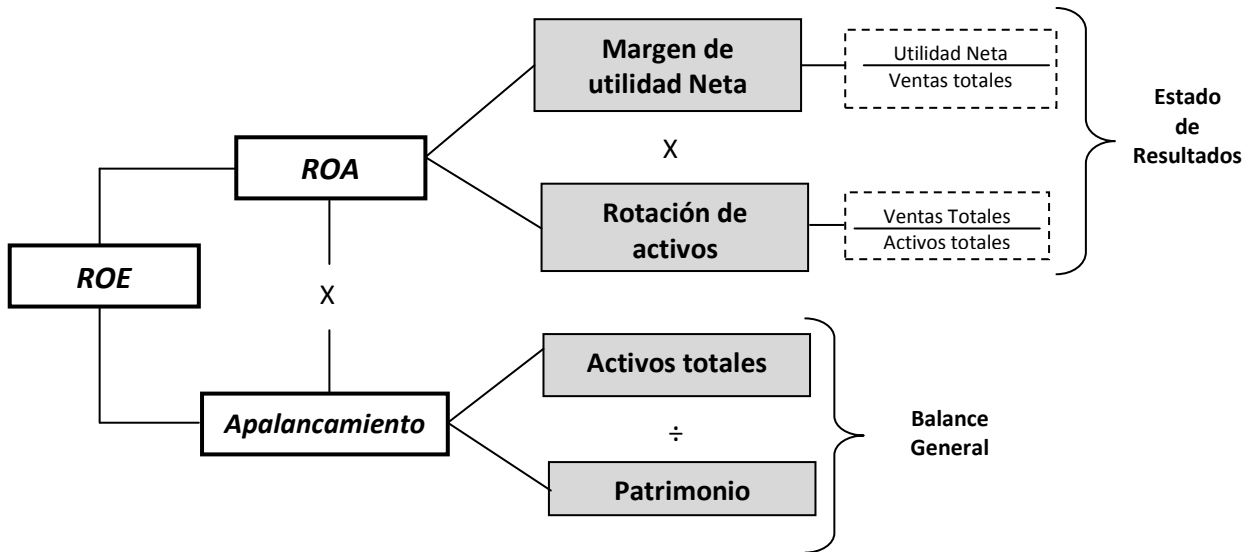 Margen de
utilidad Neta
Utilidad Neta
Ventas totales
Estado
de
Resultados
X
ROA
Rotación de
activos
Ventas Totales
Activos totales
ROE
X
Activos totales
Apalancamiento
÷
Balance
General
Patrimonio